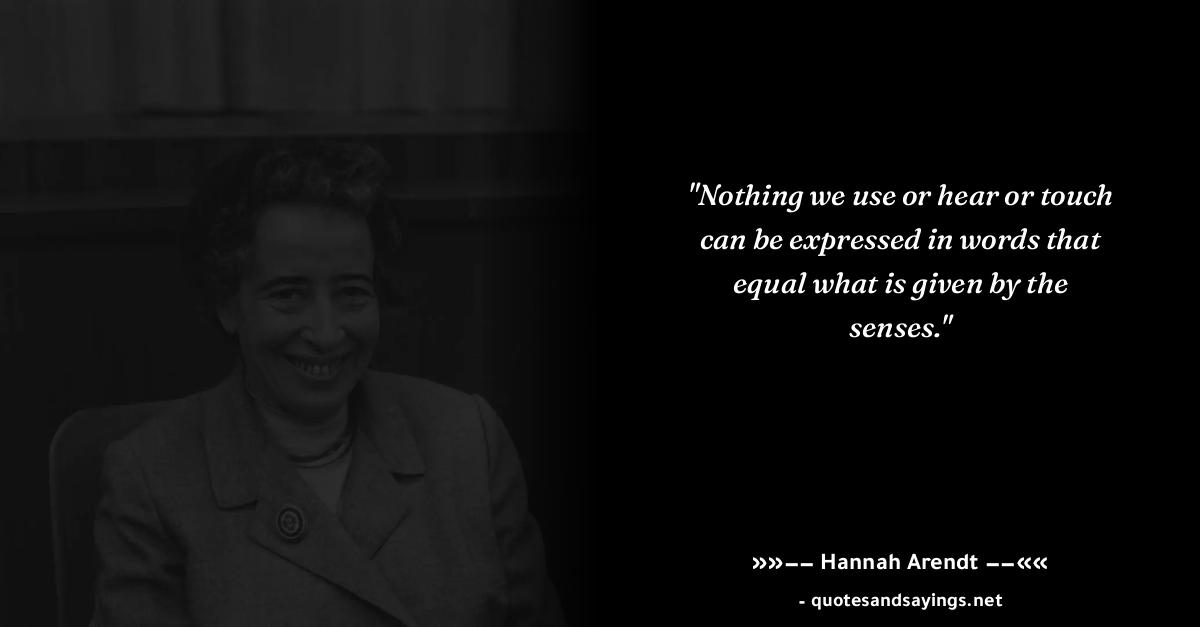 "Nothing we use or hear or touch
can be expressed in words that
equal what is given by the
senses."
»»−− Hannah Arendt −−««
- quotesandsayings.net